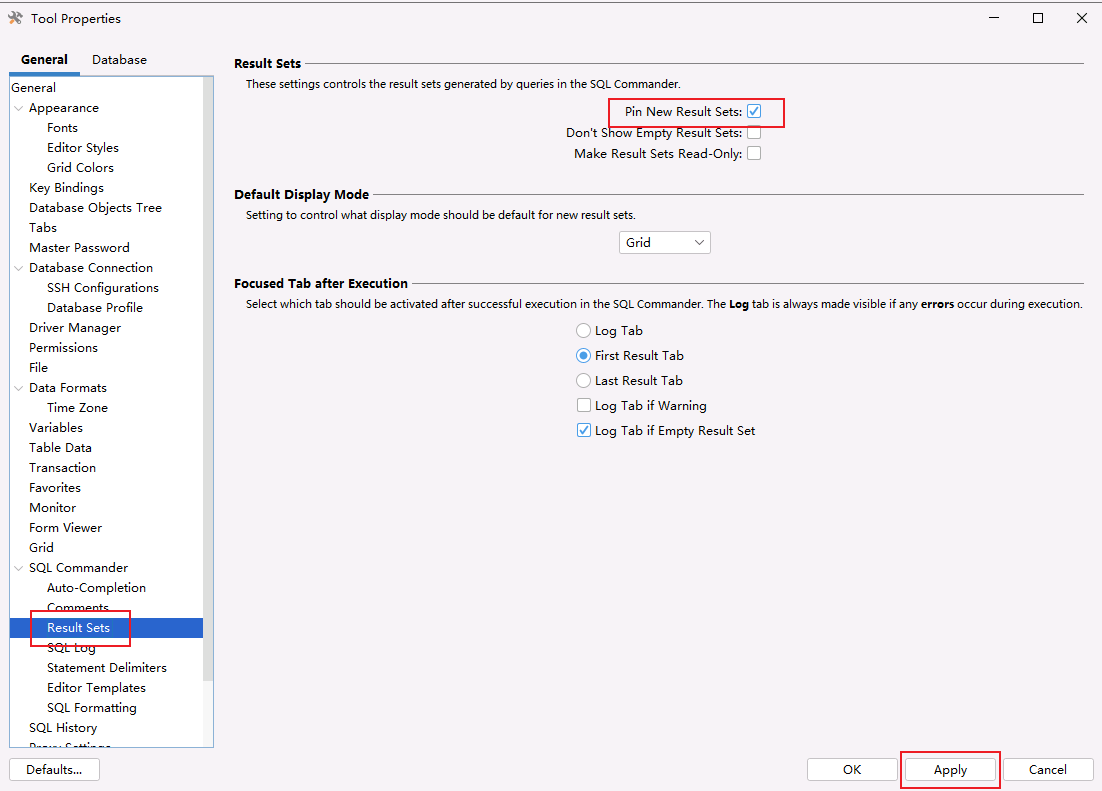 Tool Properties
General
Database
General
Appearance
Fonts
Editor Styles
Grid Colors
Key Bindings
Database Objects Tree
Tabs
Master Password
Database Connection
SSH Configurations
Database Profile
Driver Manager
Permissions
File
Data Formats
Time Zone
Variables
Table Data
Transaction
Favorites
Monitor
Form Viewer
Grid
SQL Commander
Auto-Completion
Comments
Result Sets
SQL Log
Statement Delimiters
Editor Templates
SQL Formatting
SQL History
Proxy Settings
Result Sets
These settings controls the result sets generated by queries in the SQL Commander.
Pin New Result Sets:
Don't Show Empty Result Sets:
Make Result Sets Read-Only:
Default Display Mode
Setting to control what display mode should be default for new result sets.
Grid
Focused Tab after Execution
Select which tab should be activated after successful execution in the SQL Commander. The Log tab is always made visible if any errors occur during execution.
Log Tab
First Result Tab
Last Result Tab
Log Tab if Warning
Log Tab if Empty Result Set
Defaults...
OK
Apply
Cancel